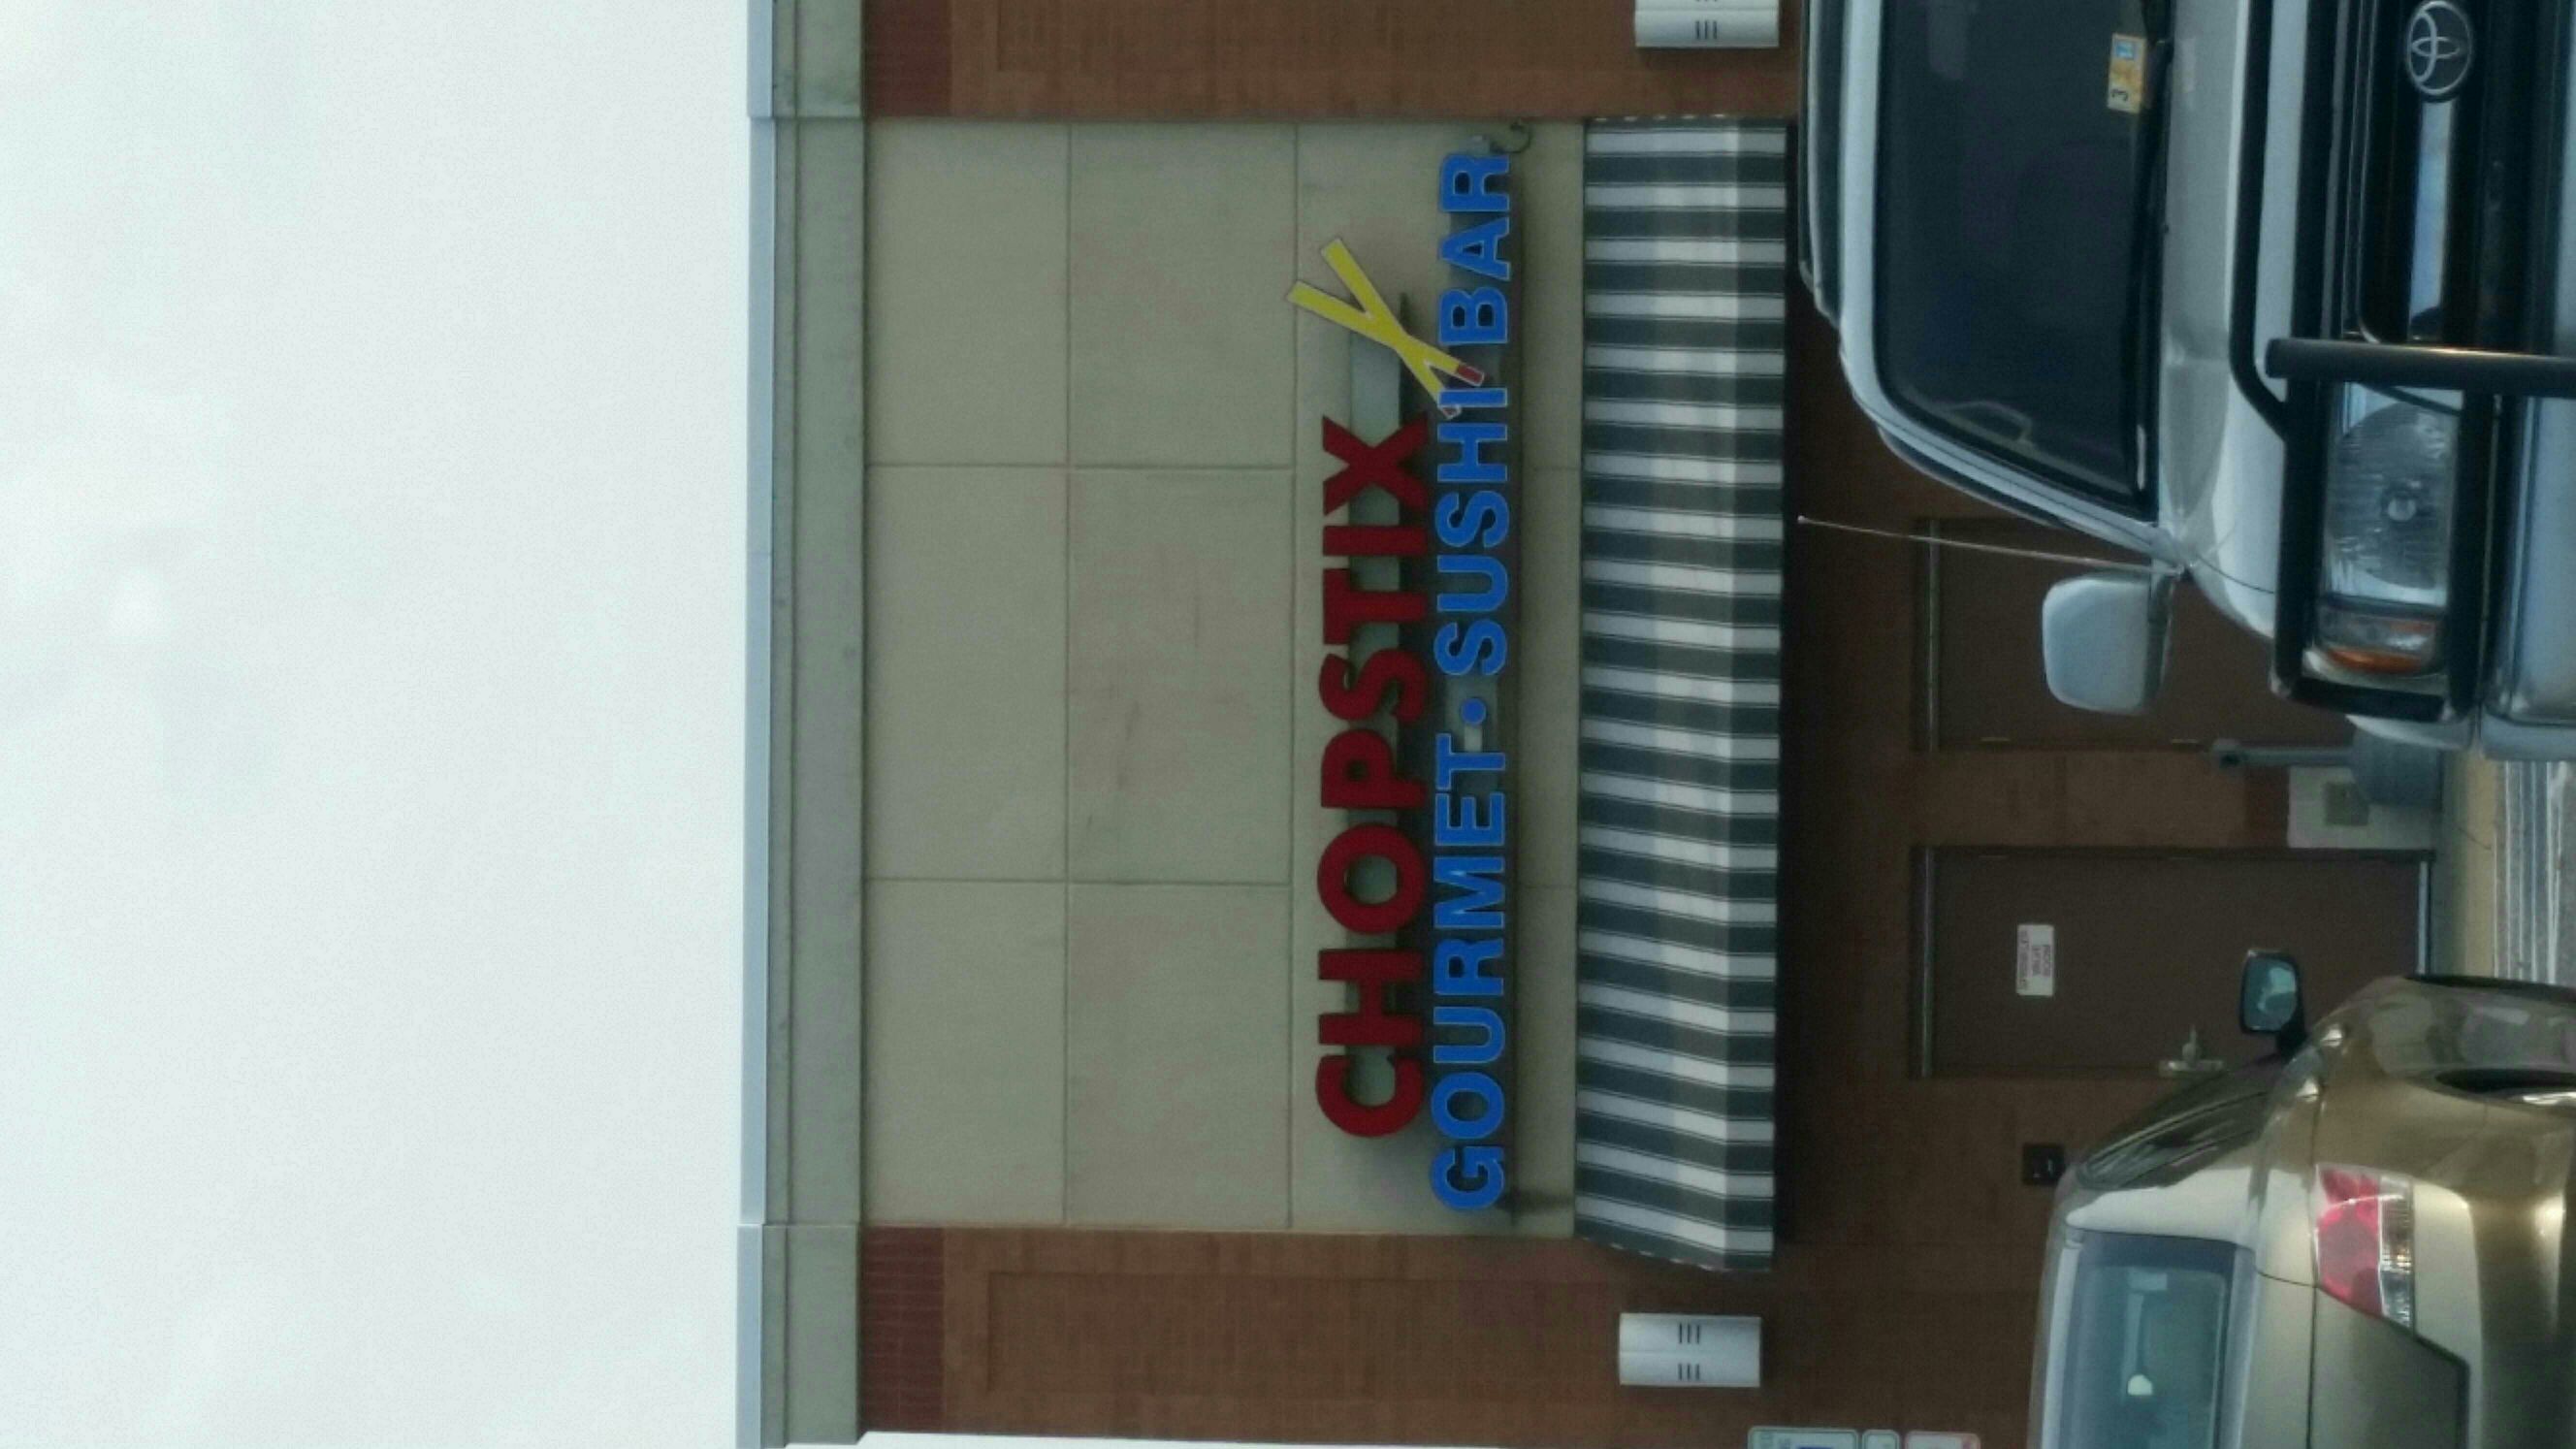 CHOPSTIX
GOURMET • SUSHI BAR